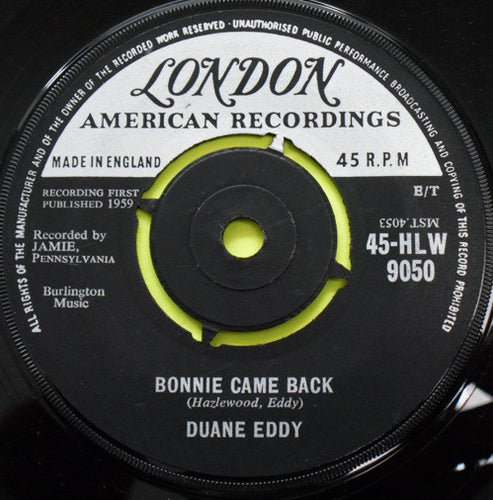 ALL RIGHTS OF THE MANUFACTURER AND OF THE OWNER OF THE RECORDED WORK RESERVED · UNAUTHORISED PUBLIC PERFORMANCE BROADCASTING AND COPYING OF THIS RECORD PROHIBITED
LONDON
AMERICAN RECORDINGS
MADE IN ENGLAND
45 R.P.M
RECORDING FIRST
PUBLISHED 1959
E/T
MST.4053
Recorded by
JAMIE,
PENNSYLVANIA
45-HLW
9050
Burlington
Music
BONNIE CAME BACK
(Hazlewood, Eddy)
DUANE EDDY